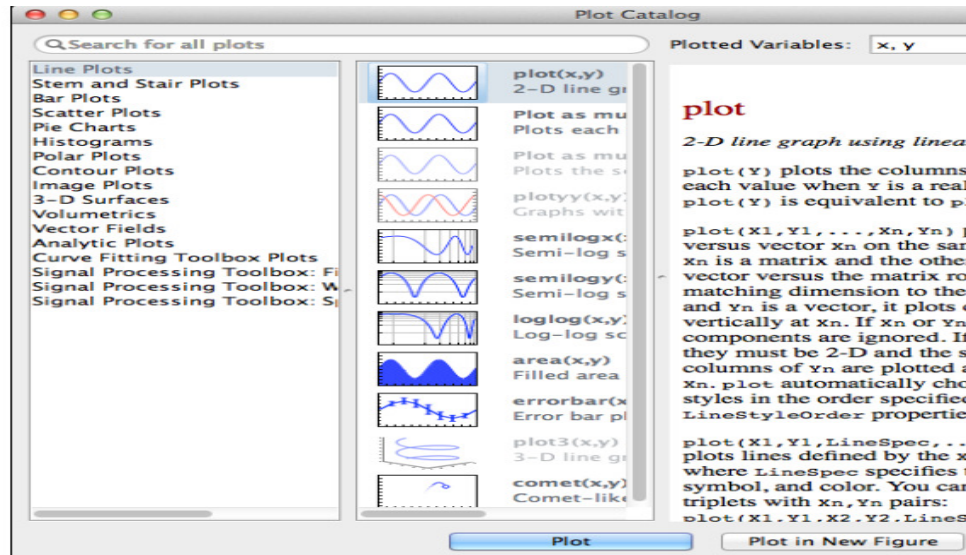 Plot Catalog
Search for all plots
Plotted Variables: x, y
Line Plots
Stem and Stair Plots
Bar Plots
Scatter Plots
Pie Charts
Histograms
Polar Plots
Contour Plots
Image Plots
3-D Surfaces
Volumetrics
Vector Fields
Analytic Plots
Curve Fitting Toolbox Plots
Signal Processing Toolbox: Fi
Signal Processing Toolbox: W
Signal Processing Toolbox: Sp
plot(x,y)
2-D line gr
Plot as mu
Plots each
Plot as mu
Plots the s
plotyy(x,y
Graphs wit
semilogx(
Semi-log s
semilogy(
Semi-log s
loglog(x,y
Log-log sc
area(x,y)
Filled area
errorbar(x
Error bar pl
plot3(x,y)
3-D line g
comet(x,y)
Comet-like
plot
2-D line graph using linea
plot(Y) plots the columns
each value when Y is a real
plot(Y) is equivalent to pl
plot(X1,Y1,...,Xn,Yn) p
versus vector Xn on the sam
Xn is a matrix and the othe
vector versus the matrix ro
matching dimension to the
and Yn is a vector, it plots
vertically at Xn. If Xn or Yn
components are ignored. If
they must be 2-D and the s
columns of Yn are plotted a
Xn. plot automatically cho
styles in the order specified
LineStyleOrder propertie
plot(X1,Y1,LineSpec,..
plots lines defined by the X
where LineSpec specifies
symbol, and color. You can
triplets with Xn,Yn pairs:
plot(X1,Y1,X2,Y2,LineS
Plot
Plot in New Figure